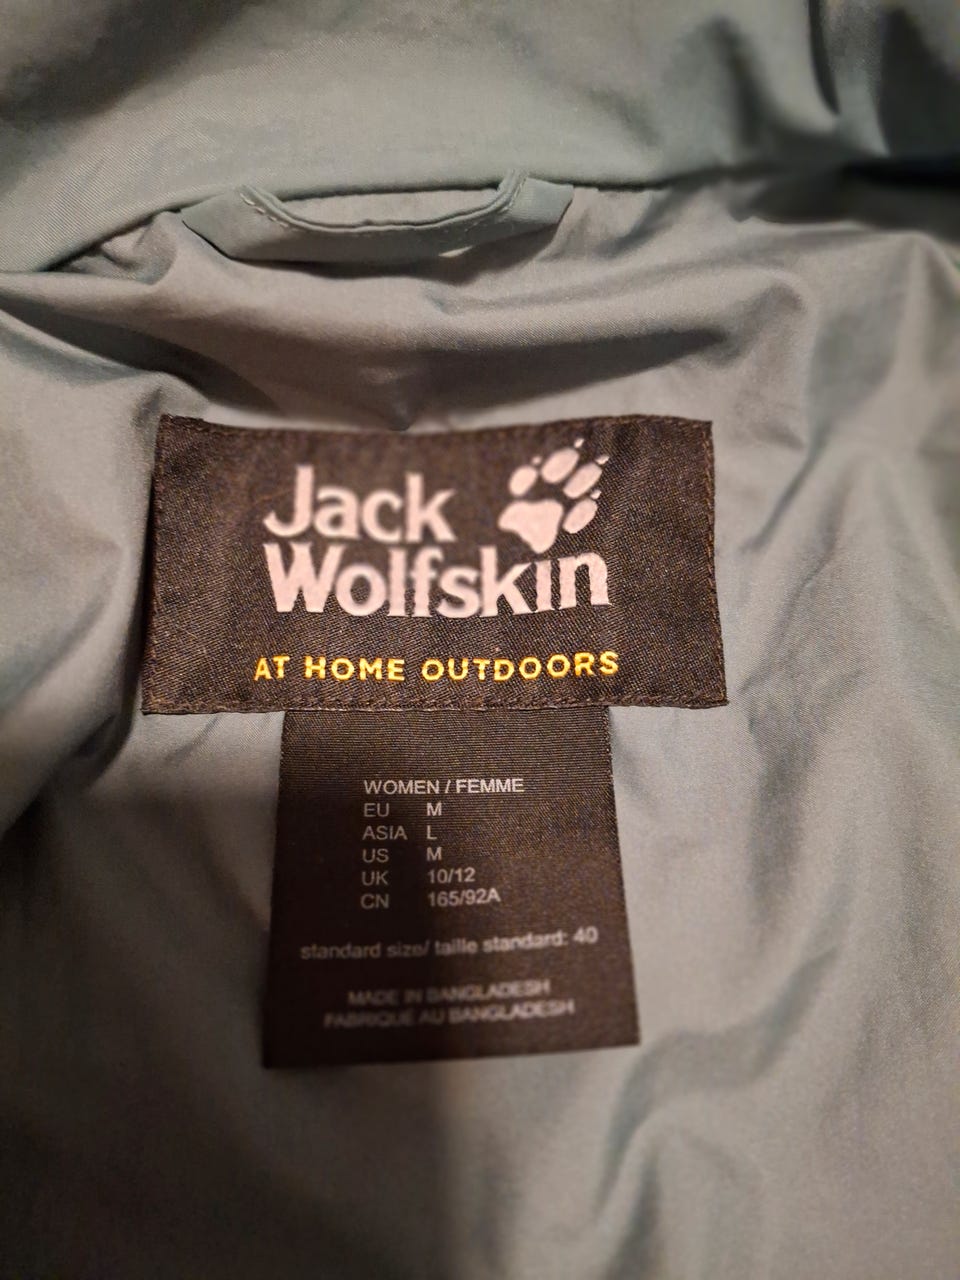 Jack
Wolfskin
AT HOME OUTDOORS
WOMEN / FEMME
EU M
ASIA L
US M
UK 10/12
CN 165/92A
standard size/ taille standard: 40
MADE IN BANGLADESH
FABRIQUE AU BANGLADESH